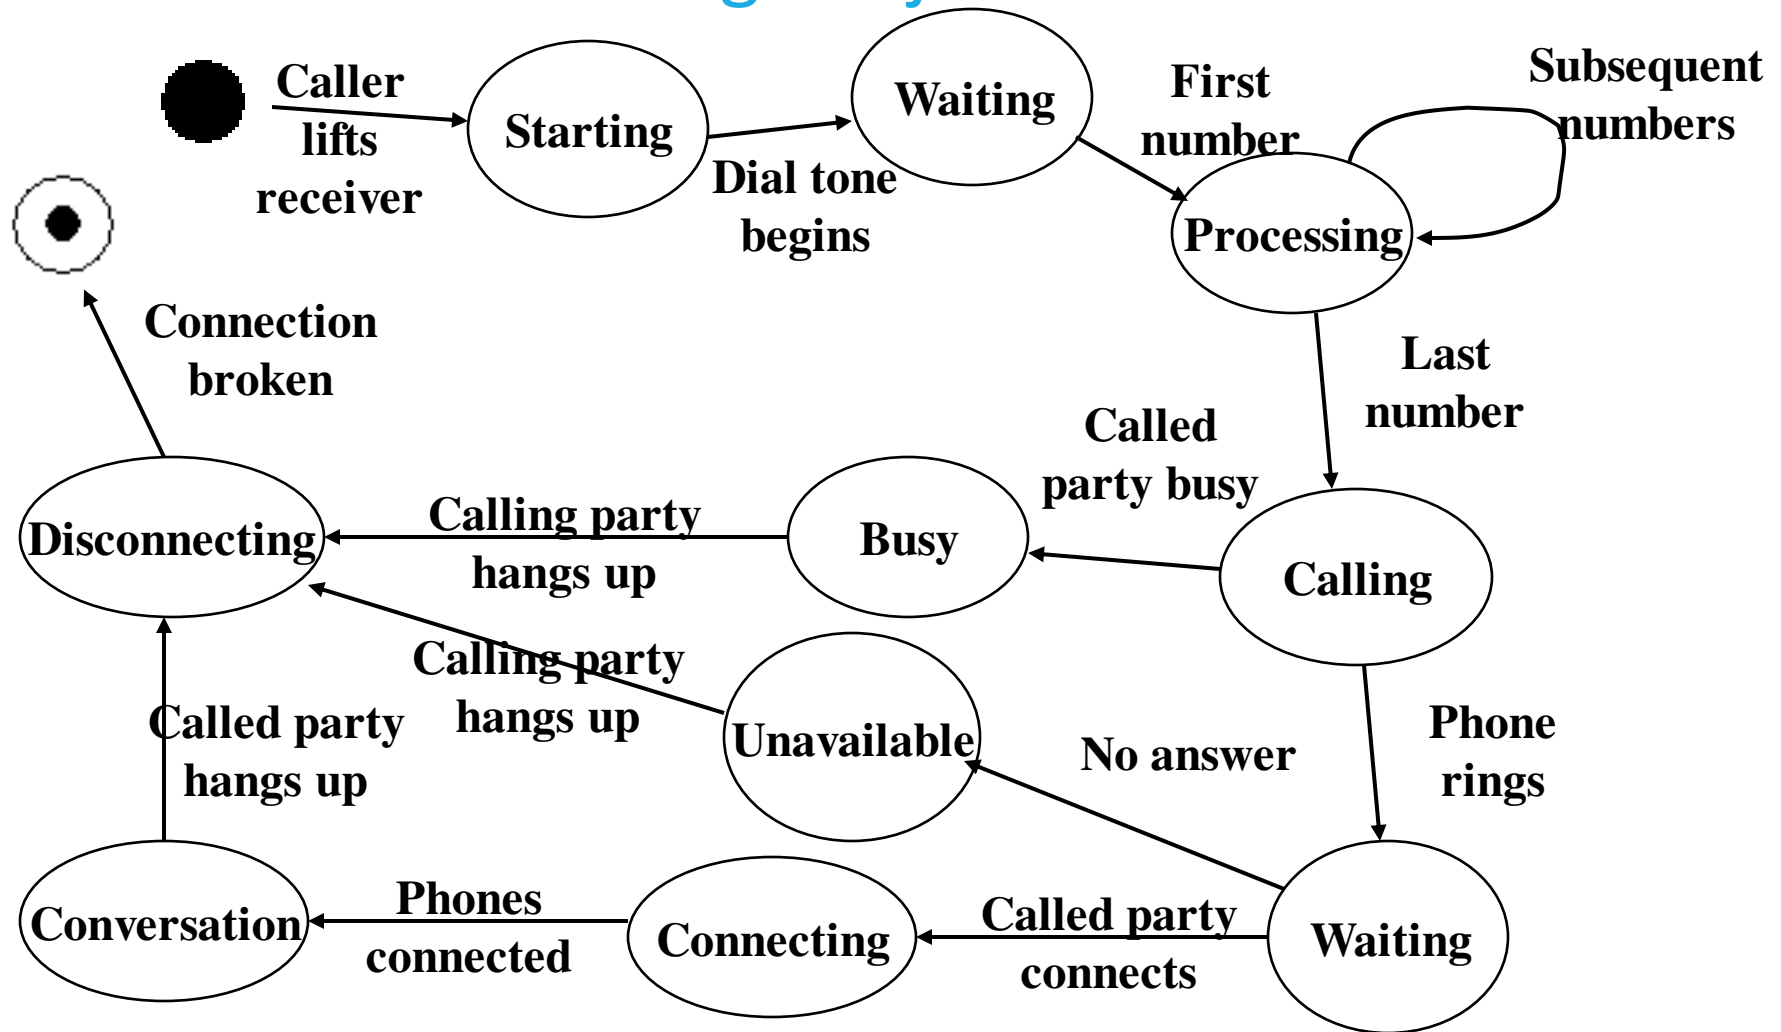 Caller
lifts
receiver
Starting
Dial tone
begins
Waiting
First
number
Subsequent
numbers
Processing
Connection
broken
Last
number
Called
party busy
Disconnecting
Calling party
hangs up
Busy
Calling
Calling party
hangs up
Called party
hangs up
Unavailable
No answer
Phone
rings
Conversation
Phones
connected
Connecting
Called party
connects
Waiting